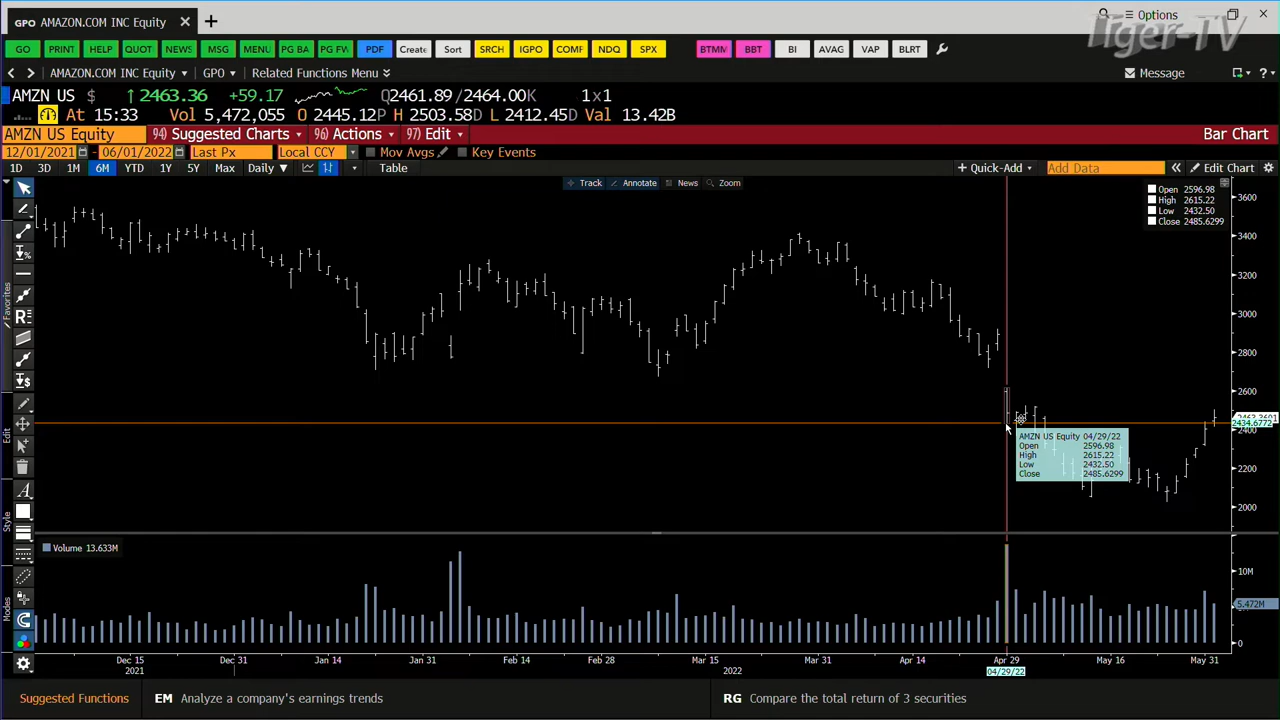 GPO AMAZON.COM INC Equity
Options
Tiger-TV
GO PRINT HELP QUOT NEWS MSG MENU PG BA PG FV PDF Create Sort SRCH IGPO COMF NDQ SPX BTMM BBT BI AVAG VAP BLRT
AMAZON.COM INC Equity GPO Related Functions Menu Message
AMZN US $ ↑ 2463.36 +59.17 Q2461.89/2464.00K 1x1
At 15:33 Vol 5,472,055 O 2445.12P H 2503.58D L 2412.45D Val 13.42B
AMZN US Equity 94) Suggested Charts 96) Actions 97) Edit Bar Chart
12/01/2021 - 06/01/2022 Last Px Local CCY Mov Avgs Key Events
1D 3D 1M 6M YTD 1Y 5Y Max Daily ▼ Table + Quick-Add Add Data « Edit Chart
Track Annotate News Zoom
Open 2596.98
High 2615.22
Low 2432.50
Close 2485.6299
3600
3400
3200
3000
2800
2600
2434.6772
2400
2200
2000
AMZN US Equity 04/29/22
Open 2596.98
High 2615.22
Low 2432.50
Close 2485.6299
Favorites
Edit
Style
Modes
Volume 13.633M
10M
5.472M
0
Dec 15 Dec 31 Jan 14 Jan 31 Feb 14 Feb 28 Mar 15 Mar 31 Apr 14 Apr 29 May 16 May 31
2021 2022 04/29/22
Suggested Functions EM Analyze a company's earnings trends RG Compare the total return of 3 securities